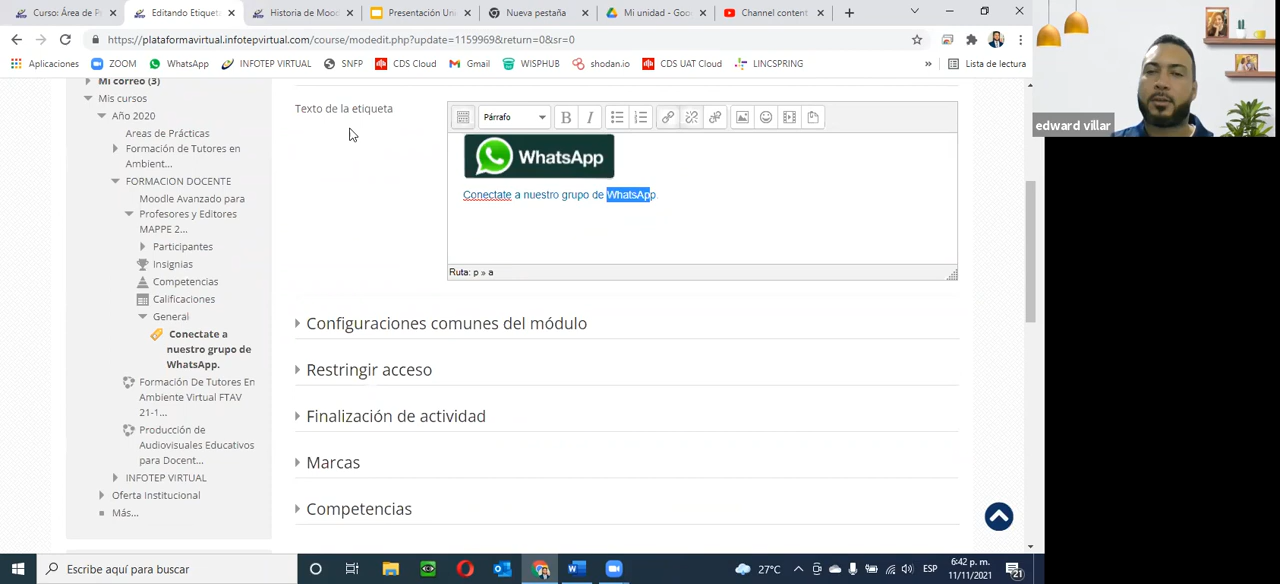 Curso: Área de Pr
Editando Etiquet
Historia de Mood
Presentación Uni
Nueva pestaña
Mi unidad - Goo
Channel content
https://plataformavirtual.infotepvirtual.com/course/modedit.php?update=1159969&return=0&sr=0
Aplicaciones
ZOOM
WhatsApp
INFOTEP VIRTUAL
SNFP
CDS Cloud
Gmail
WISPHUB
shodan.io
CDS UAT Cloud
LINCSPRING
»
Lista de lectura
edward villar
Mi correo (3)
Mis cursos
Año 2020
Areas de Prácticas
Formación de Tutores en
Ambient...
FORMACION DOCENTE
Moodle Avanzado para
Profesores y Editores
MAPPE 2...
Participantes
Insignias
Competencias
Calificaciones
General
Conectate a
nuestro grupo de
WhatsApp.
Formación De Tutores En
Ambiente Virtual FTAV
21-1...
Producción de
Audiovisuales Educativos
para Docent...
INFOTEP VIRTUAL
Oferta Institucional
Más...
Texto de la etiqueta
Párrafo
B I
WhatsApp
Conectate a nuestro grupo de WhatsApp.
Ruta: p » a
Configuraciones comunes del módulo
Restringir acceso
Finalización de actividad
Marcas
Competencias
Escribe aquí para buscar
27°C
ESP
6:42 p. m.
11/11/2021
21